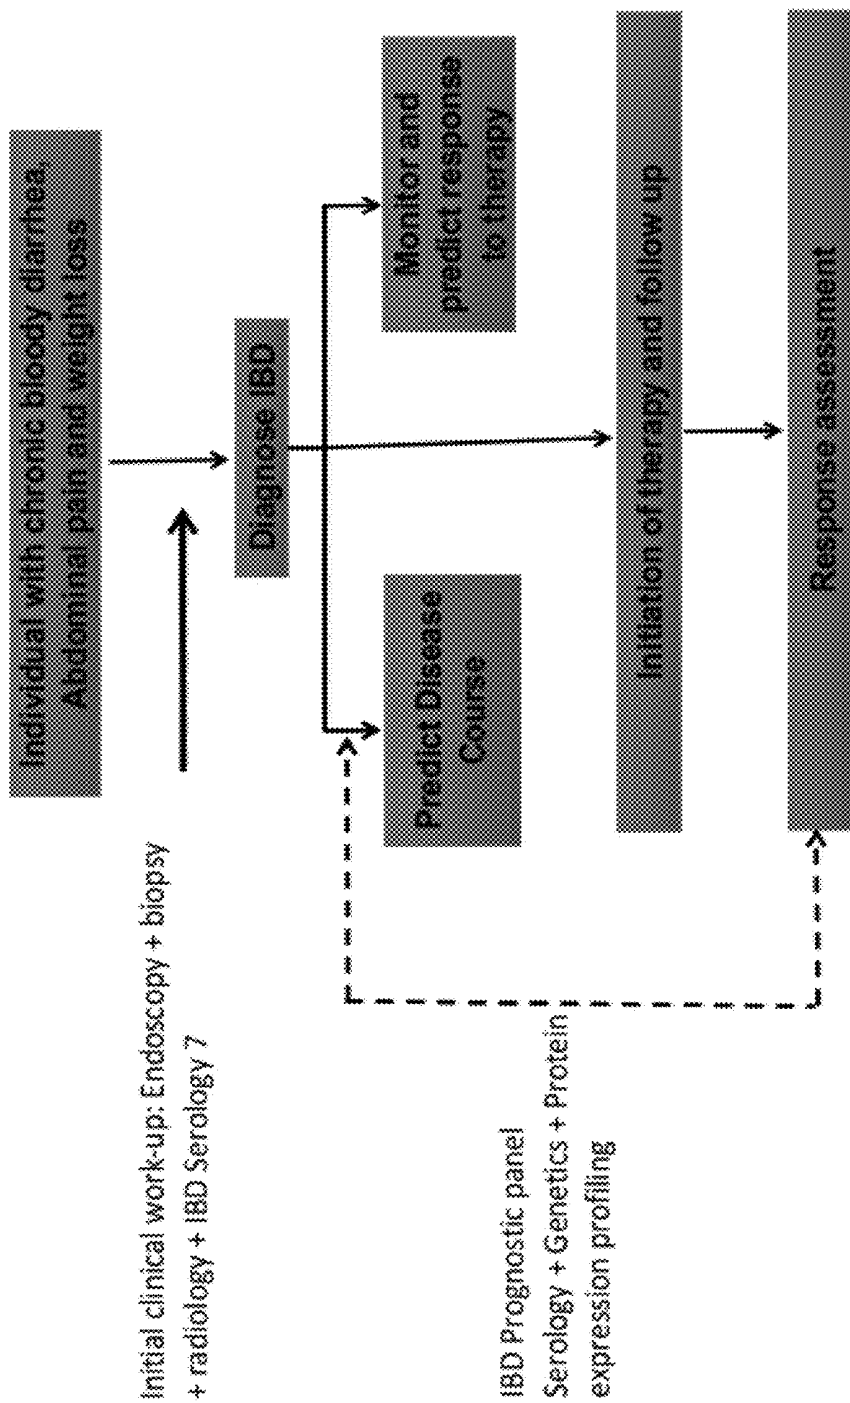 Individual with chronic bloody diarrhea,
Abdominal pain and weight loss
Initial clinical work-up: Endoscopy + biopsy
+ radiology + IBD Serology 7
Diagnose IBD
Predict Disease
Course
Monitor and
predict response
to therapy
IBD Prognostic panel
Serology + Genetics + Protein
expression profiling
Initiation of therapy and follow up
Response assessment